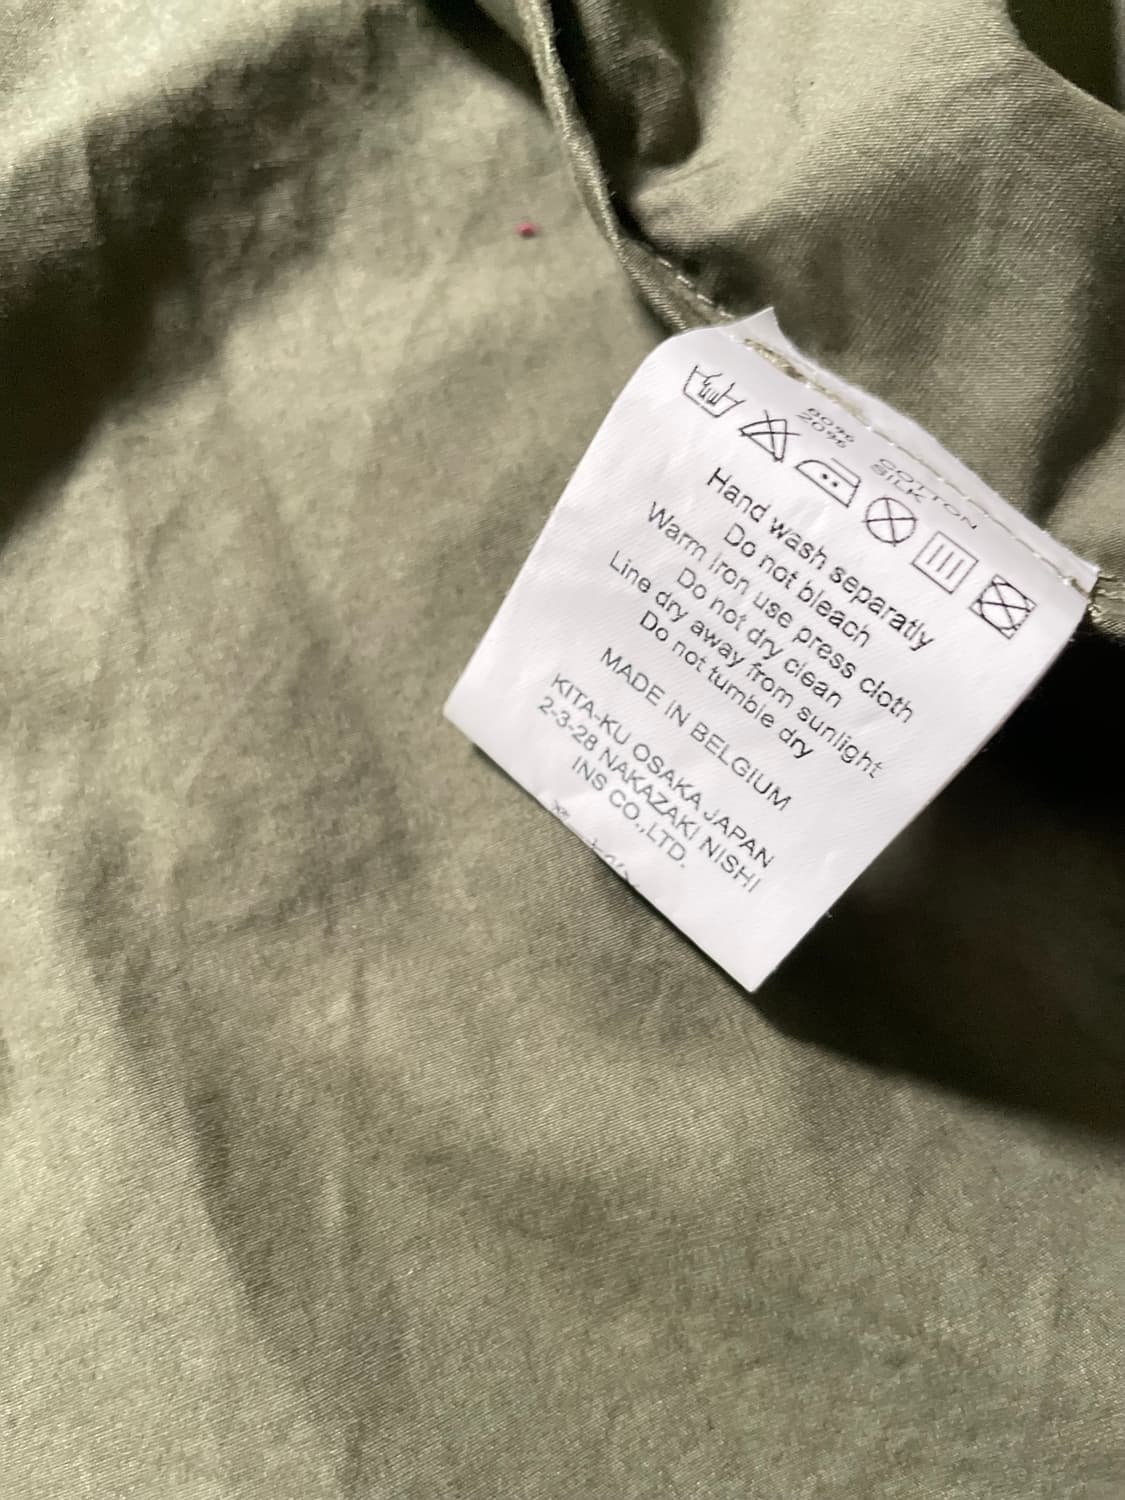 80% COTTON
20% SILK
Hand wash separatly
Do not bleach
Warm iron use press cloth
Do not dry clean
Line dry away from sunlight
Do not tumble dry
MADE IN BELGIUM
KITA-KU OSAKA JAPAN
2-3-28 NAKAZAKI NISHI
INS CO.,LTD.